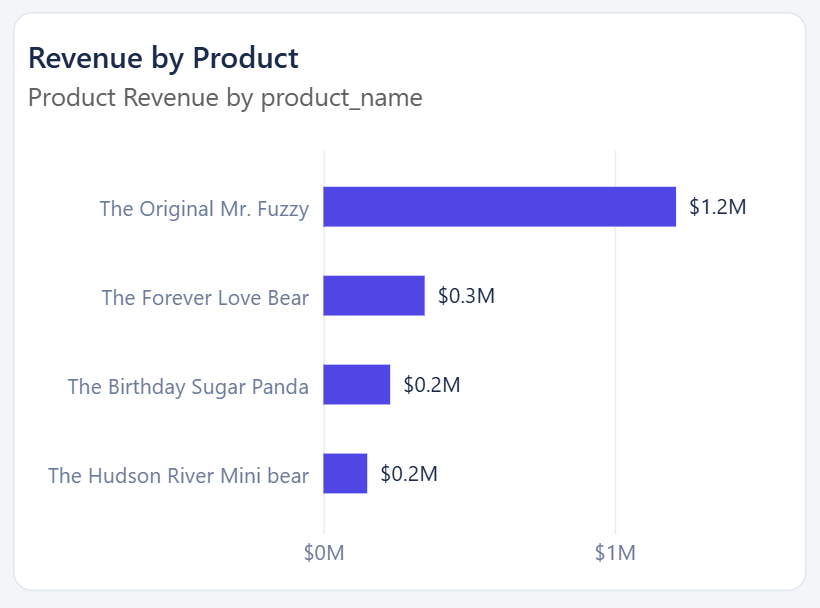 Revenue by Product
Product Revenue by product_name
The Original Mr. Fuzzy $1.2M
The Forever Love Bear $0.3M
The Birthday Sugar Panda $0.2M
The Hudson River Mini bear $0.2M
$0M $1M